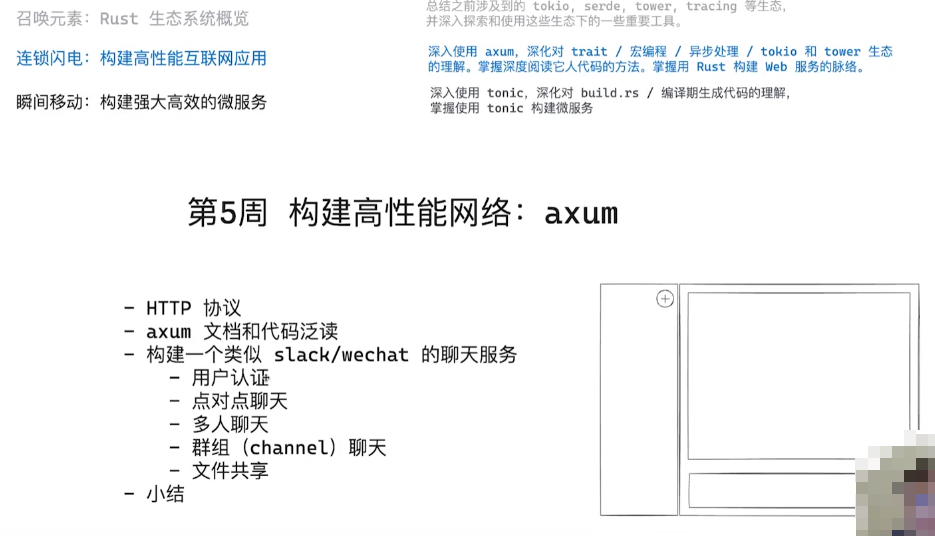 召唤元素：Rust 生态系统概览
总结之前涉及到的 tokio, serde, tower, tracing 等生态,
并深入探索和使用这些生态下的一些重要工具。
连锁闪电：构建高性能互联网应用
深入使用 axum, 深化对 trait / 宏编程 / 异步处理 / tokio 和 tower 生态
的理解。掌握深度阅读它人代码的方法。掌握用 Rust 构建 Web 服务的脉络。
瞬间移动：构建强大高效的微服务
深入使用 tonic, 深化对 build.rs / 编译期生成代码的理解,
掌握使用 tonic 构建微服务
第5周 构建高性能网络：axum
- HTTP 协议
- axum 文档和代码泛读
- 构建一个类似 slack/wechat 的聊天服务
- 用户认证
- 点对点聊天
- 多人聊天
- 群组（channel）聊天
- 文件共享
- 小结